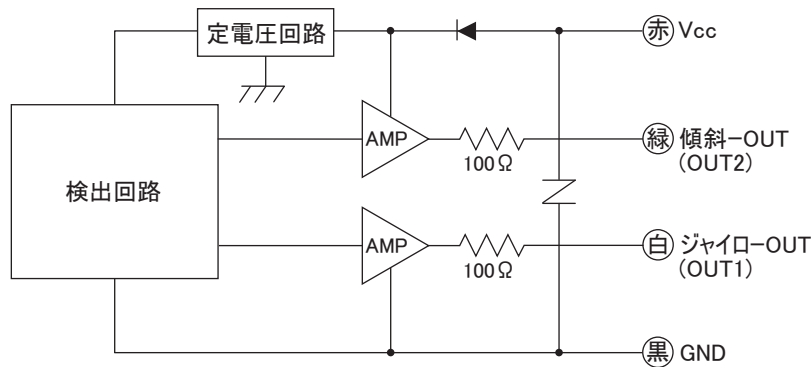 定電圧回路
赤 Vcc
AMP
100Ω
緑 傾斜-OUT
(OUT2)
検出回路
AMP
100Ω
白 ジャイロ-OUT
(OUT1)
黒 GND